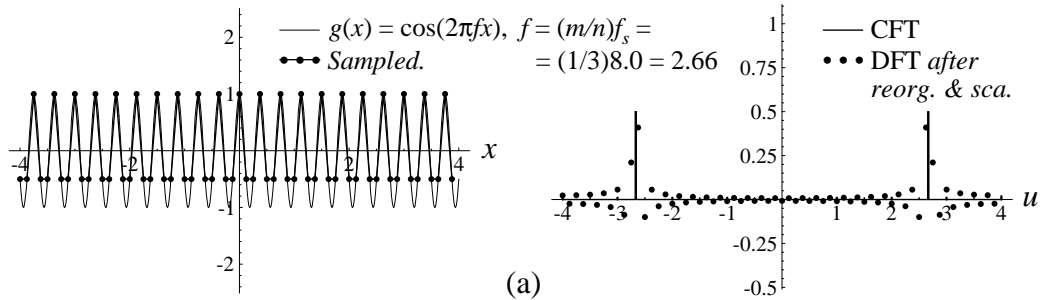 g(x) = cos(2πfx), f = (m/n)f_s =
Sampled. = (1/3)8.0 = 2.66
2
1
-1
-2
-4 -2 2 4 x
CFT
DFT after
reorg. & sca.
1
0.75
0.5
0.25
-0.25
-0.5
-4 -3 -2 -1 1 2 3 4 u
(a)